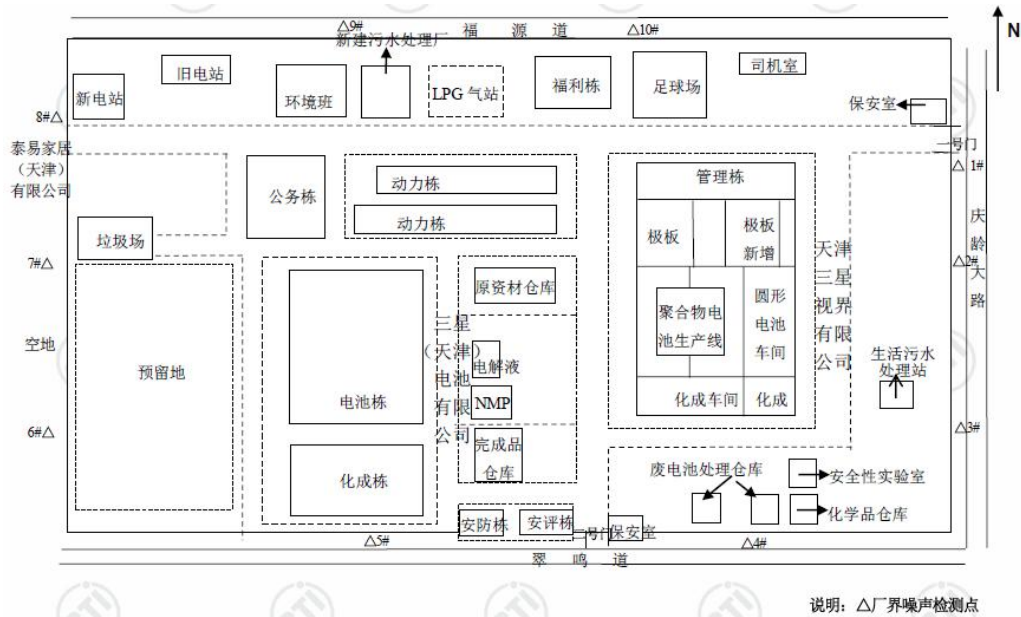 △9#
福 源 道
△10#
N
新建污水处理厂
旧电站
司机室
新电站
环境班
LPG 气站
福利栋
足球场
保安室
8#△
泰易家居
（天津）
有限公司
一号门
△ 1#
公务栋
动力栋
动力栋
管理栋
极板
极板
新增
垃圾场
7#△
天津
三星
视界
有限
公司
△2#
庆
龄
大
路
原资材仓库
聚合物电
池生产线
圆形
电池
车间
空地
预留地
三星
（天津）
电池
有限
公司
电解液
NMP
电池栋
生活污水
处理站
化成车间
化成
6#△
△3#
完成品
仓库
化成栋
废电池处理仓库
安全性实验室
化学品仓库
安防栋
安评栋
二号门
保安室
△5#
△4#
翠 鸣 道
说明：△厂界噪声检测点